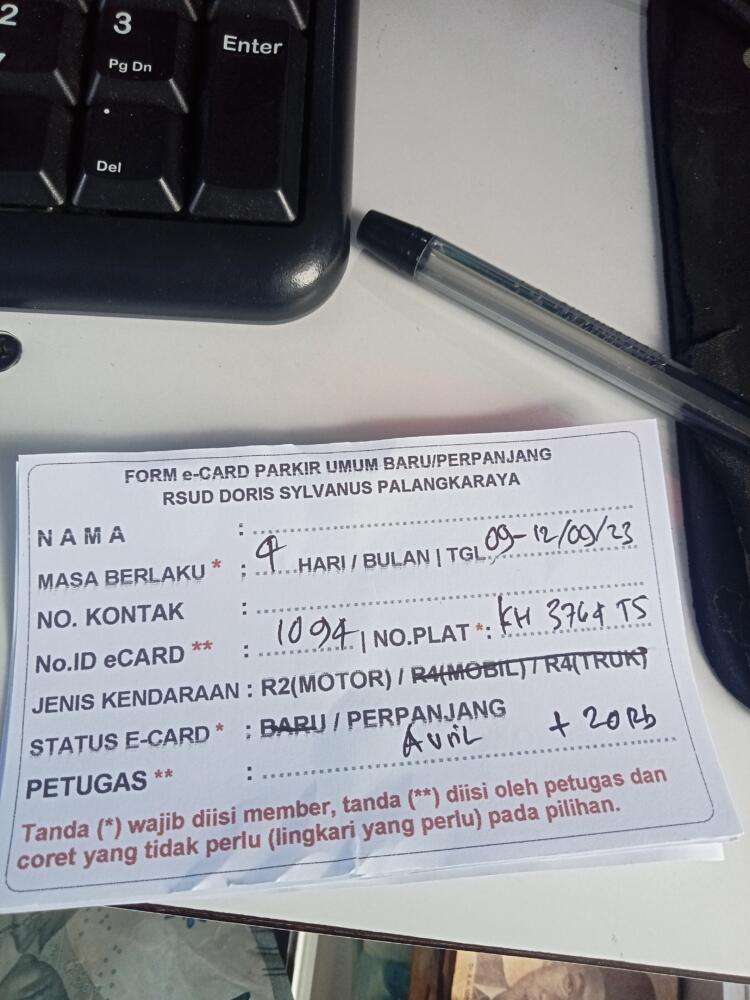 2
3
Pg Dn
Enter
.
Del
FORM e-CARD PARKIR UMUM BARU/PERPANJANG
RSUD DORIS SYLVANUS PALANGKARAYA
NAMA :
MASA BERLAKU * : 4 HARI / BULAN | TGL 09-12/09/23
NO. KONTAK :
No.ID eCARD ** : 1094 | NO.PLAT *: KH 3764 TS
JENIS KENDARAAN : R2(MOTOR) / R4(MOBIL) / R4(TRUK)
STATUS E-CARD * : BARU / PERPANJANG
PETUGAS ** : Avril + 20Rb
Tanda (*) wajib diisi member, tanda (**) diisi oleh petugas dan
coret yang tidak perlu (lingkari yang perlu) pada pilihan.